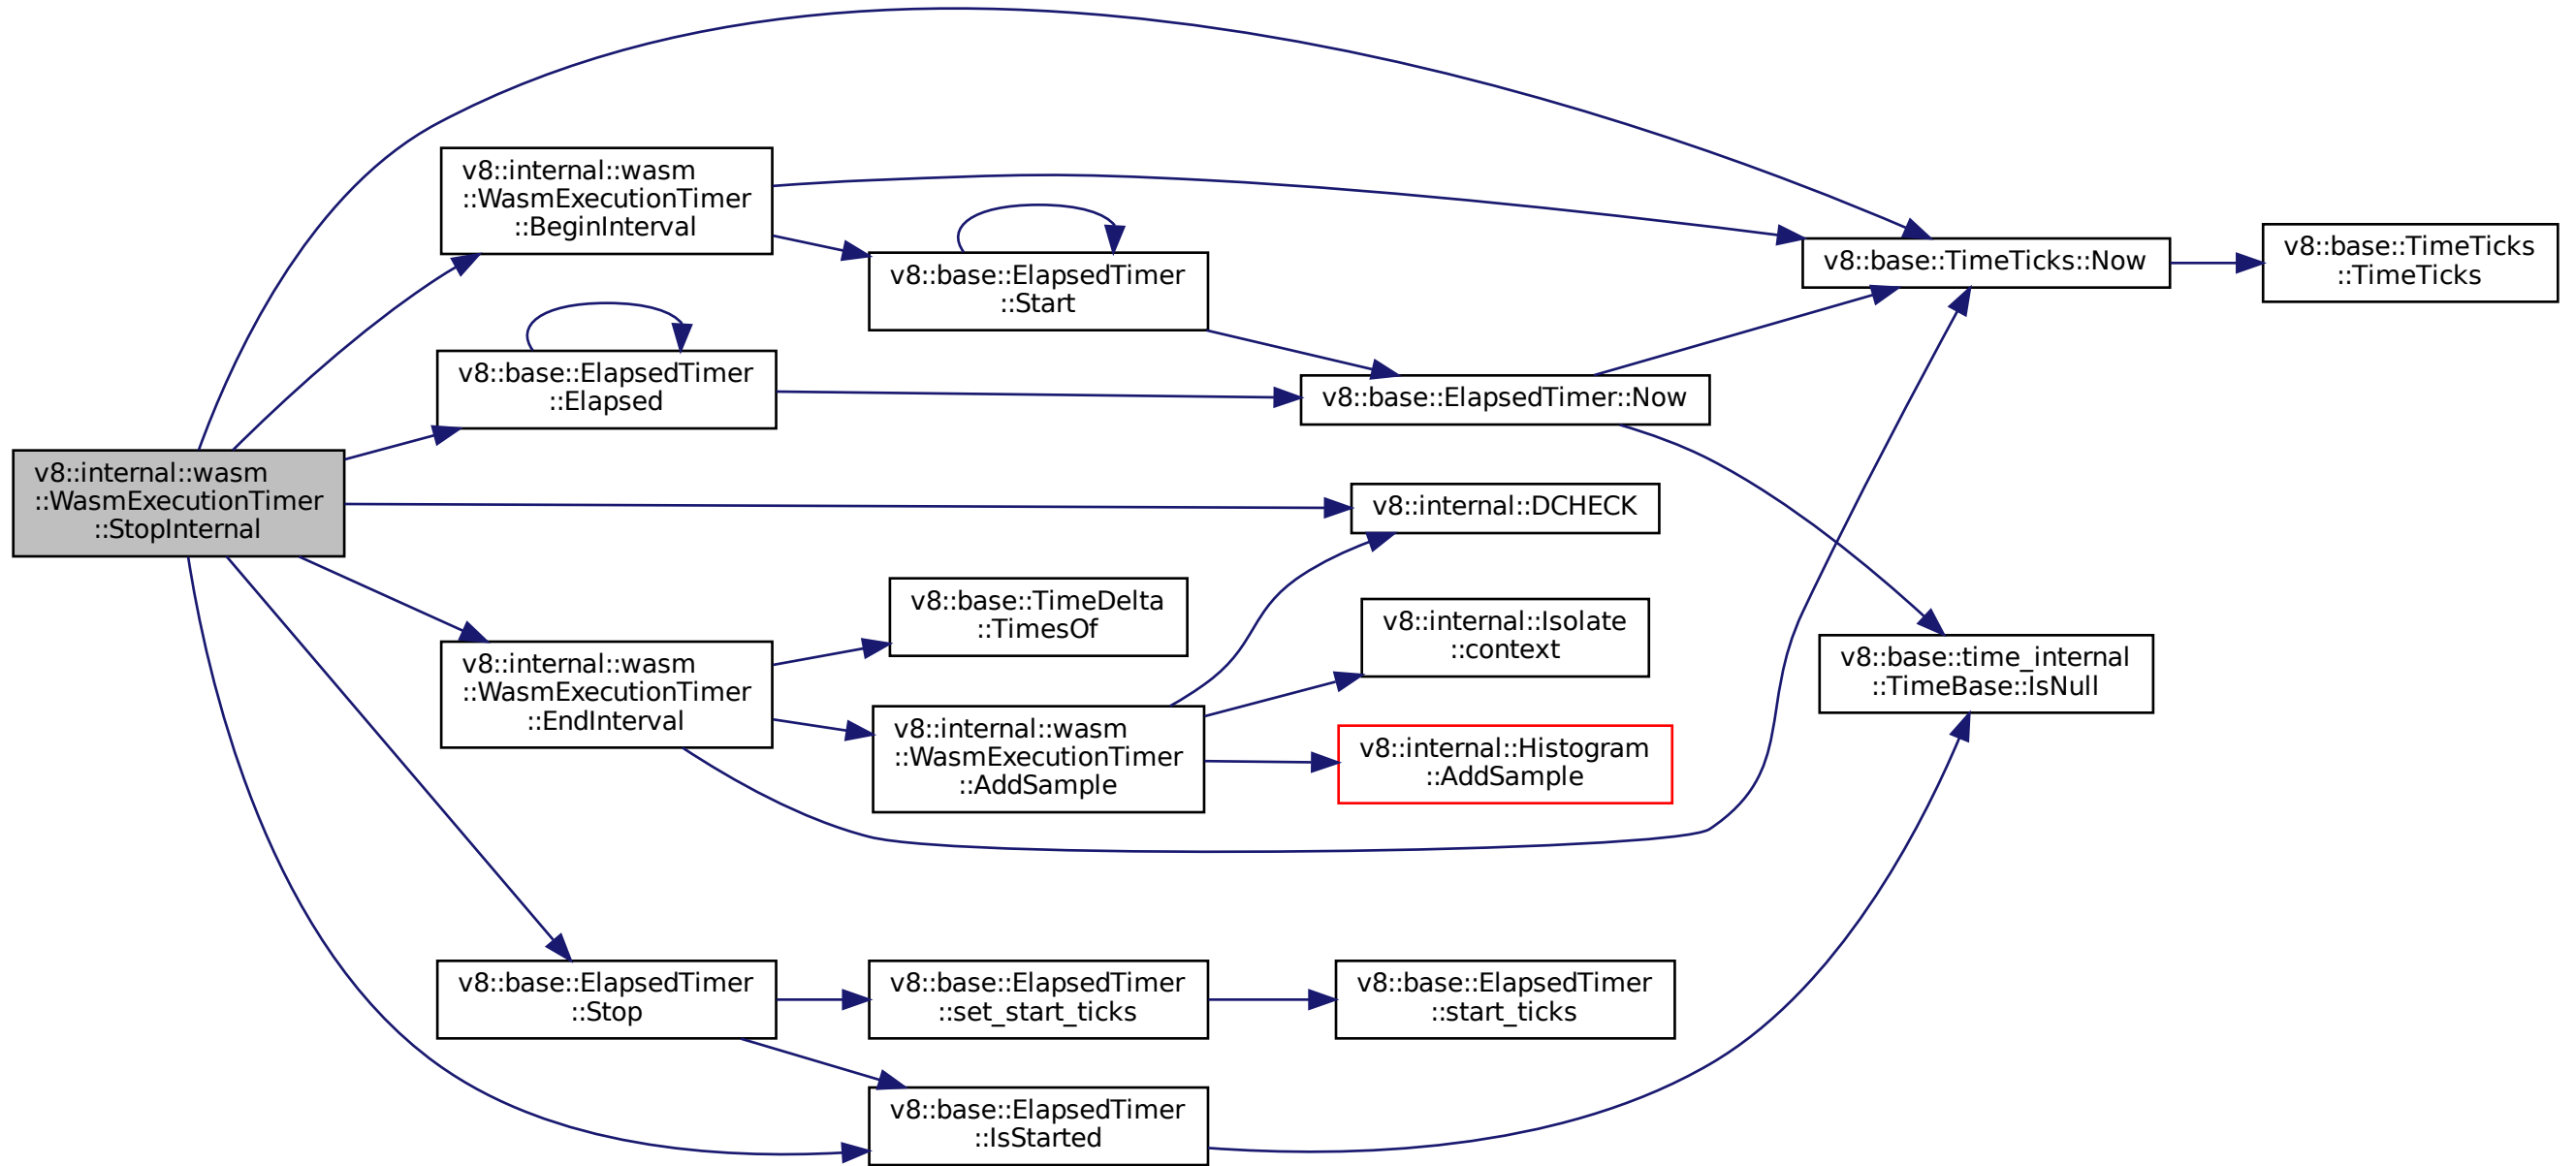 v8::internal::wasm
::WasmExecutionTimer
::StopInternal
v8::internal::wasm
::WasmExecutionTimer
::BeginInterval
v8::base::ElapsedTimer
::Elapsed
v8::internal::wasm
::WasmExecutionTimer
::EndInterval
v8::base::ElapsedTimer
::Stop
v8::base::ElapsedTimer
::Start
v8::base::TimeDelta
::TimesOf
v8::internal::wasm
::WasmExecutionTimer
::AddSample
v8::base::ElapsedTimer
::set_start_ticks
v8::base::ElapsedTimer
::IsStarted
v8::base::ElapsedTimer::Now
v8::internal::DCHECK
v8::internal::Isolate
::context
v8::internal::Histogram
::AddSample
v8::base::ElapsedTimer
::start_ticks
v8::base::TimeTicks::Now
v8::base::time_internal
::TimeBase::IsNull
v8::base::TimeTicks
::TimeTicks